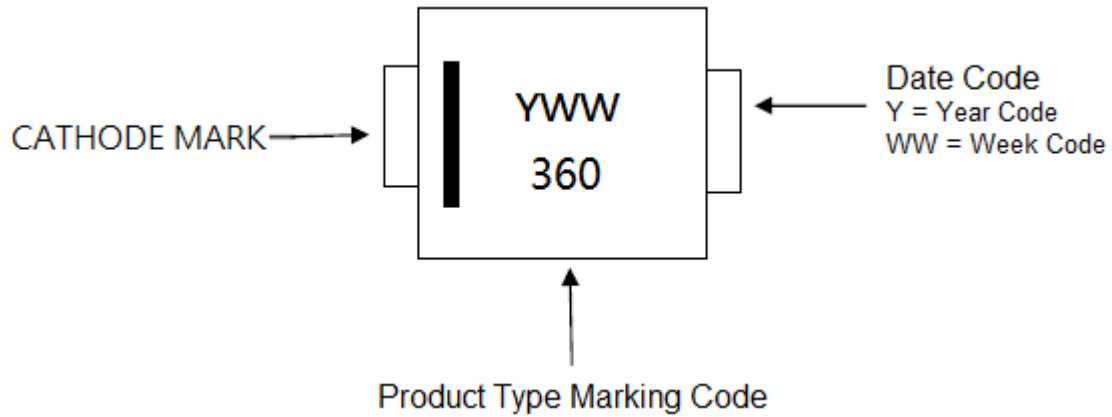 YWW
360
CATHODE MARK
Date Code
Y = Year Code
WW = Week Code
Product Type Marking Code